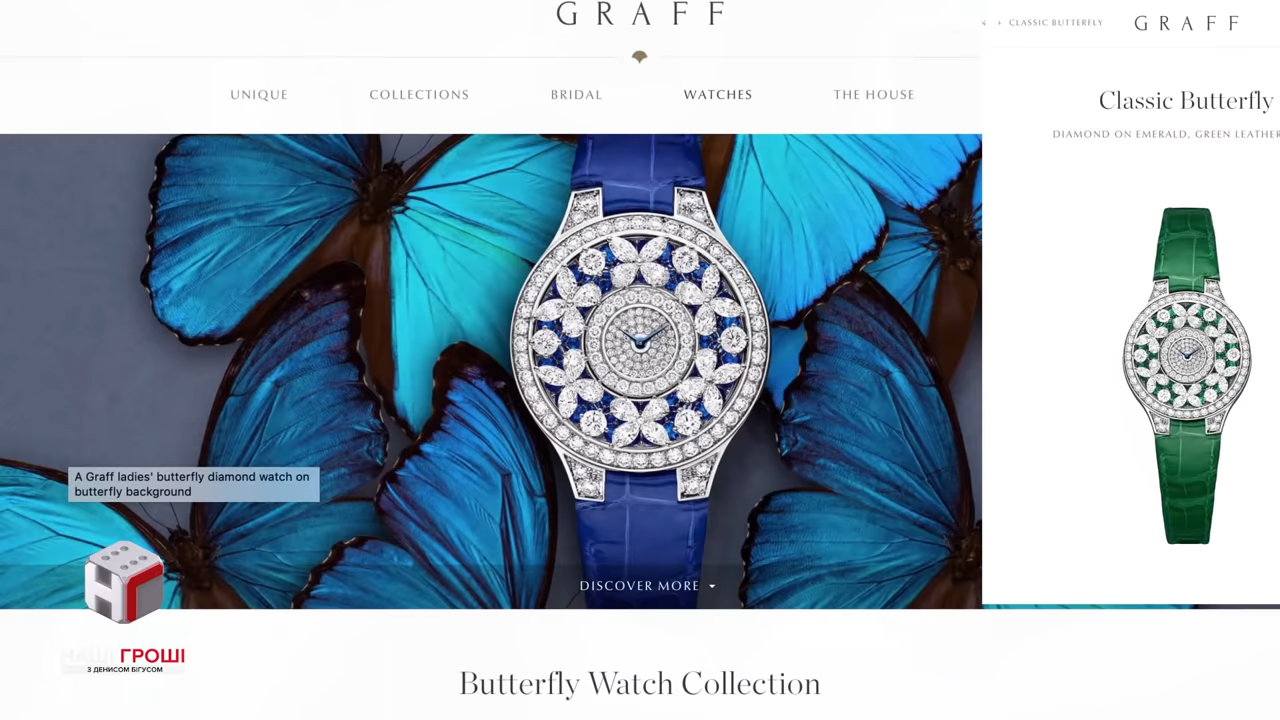 GRAFF
UNIQUE
COLLECTIONS
BRIDAL
WATCHES
THE HOUSE
A Graff ladies' butterfly diamond watch on
butterfly background
DISCOVER MORE
НАШІ ГРОШІ
З ДЕНИСОМ БІГУСОМ
Butterfly Watch Collection
CLASSIC BUTTERFLY
GRAFF
Classic Butterfly
DIAMOND ON EMERALD, GREEN LEATHER